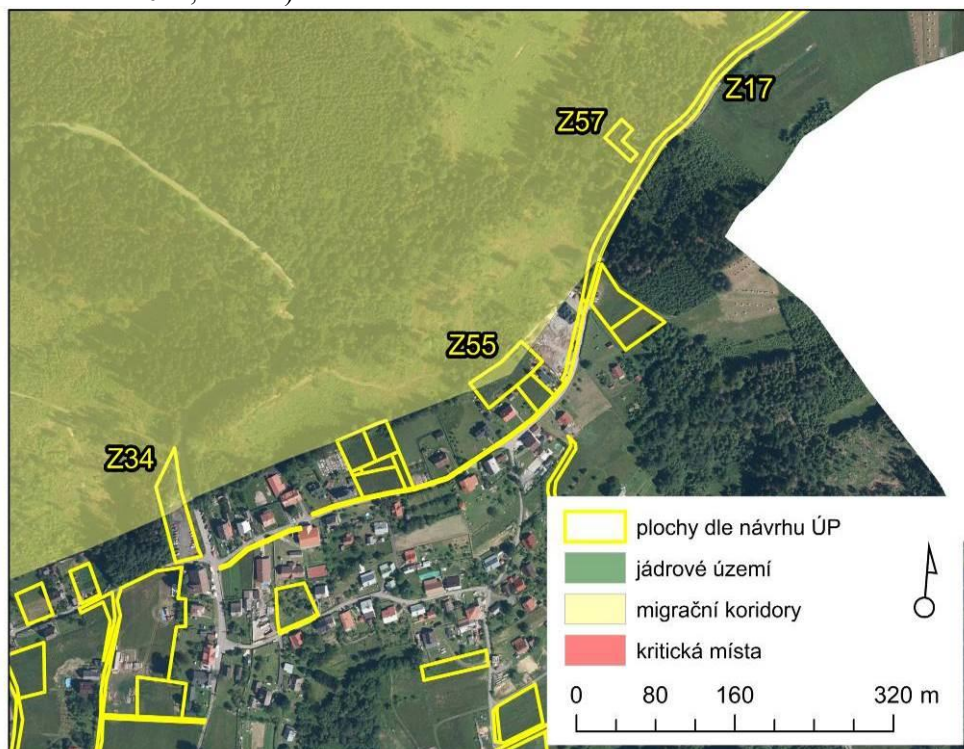 Z17
Z57
Z55
Z34
plochy dle návrhu ÚP
jádrové území
migrační koridory
kritická místa
0 80 160 320 m